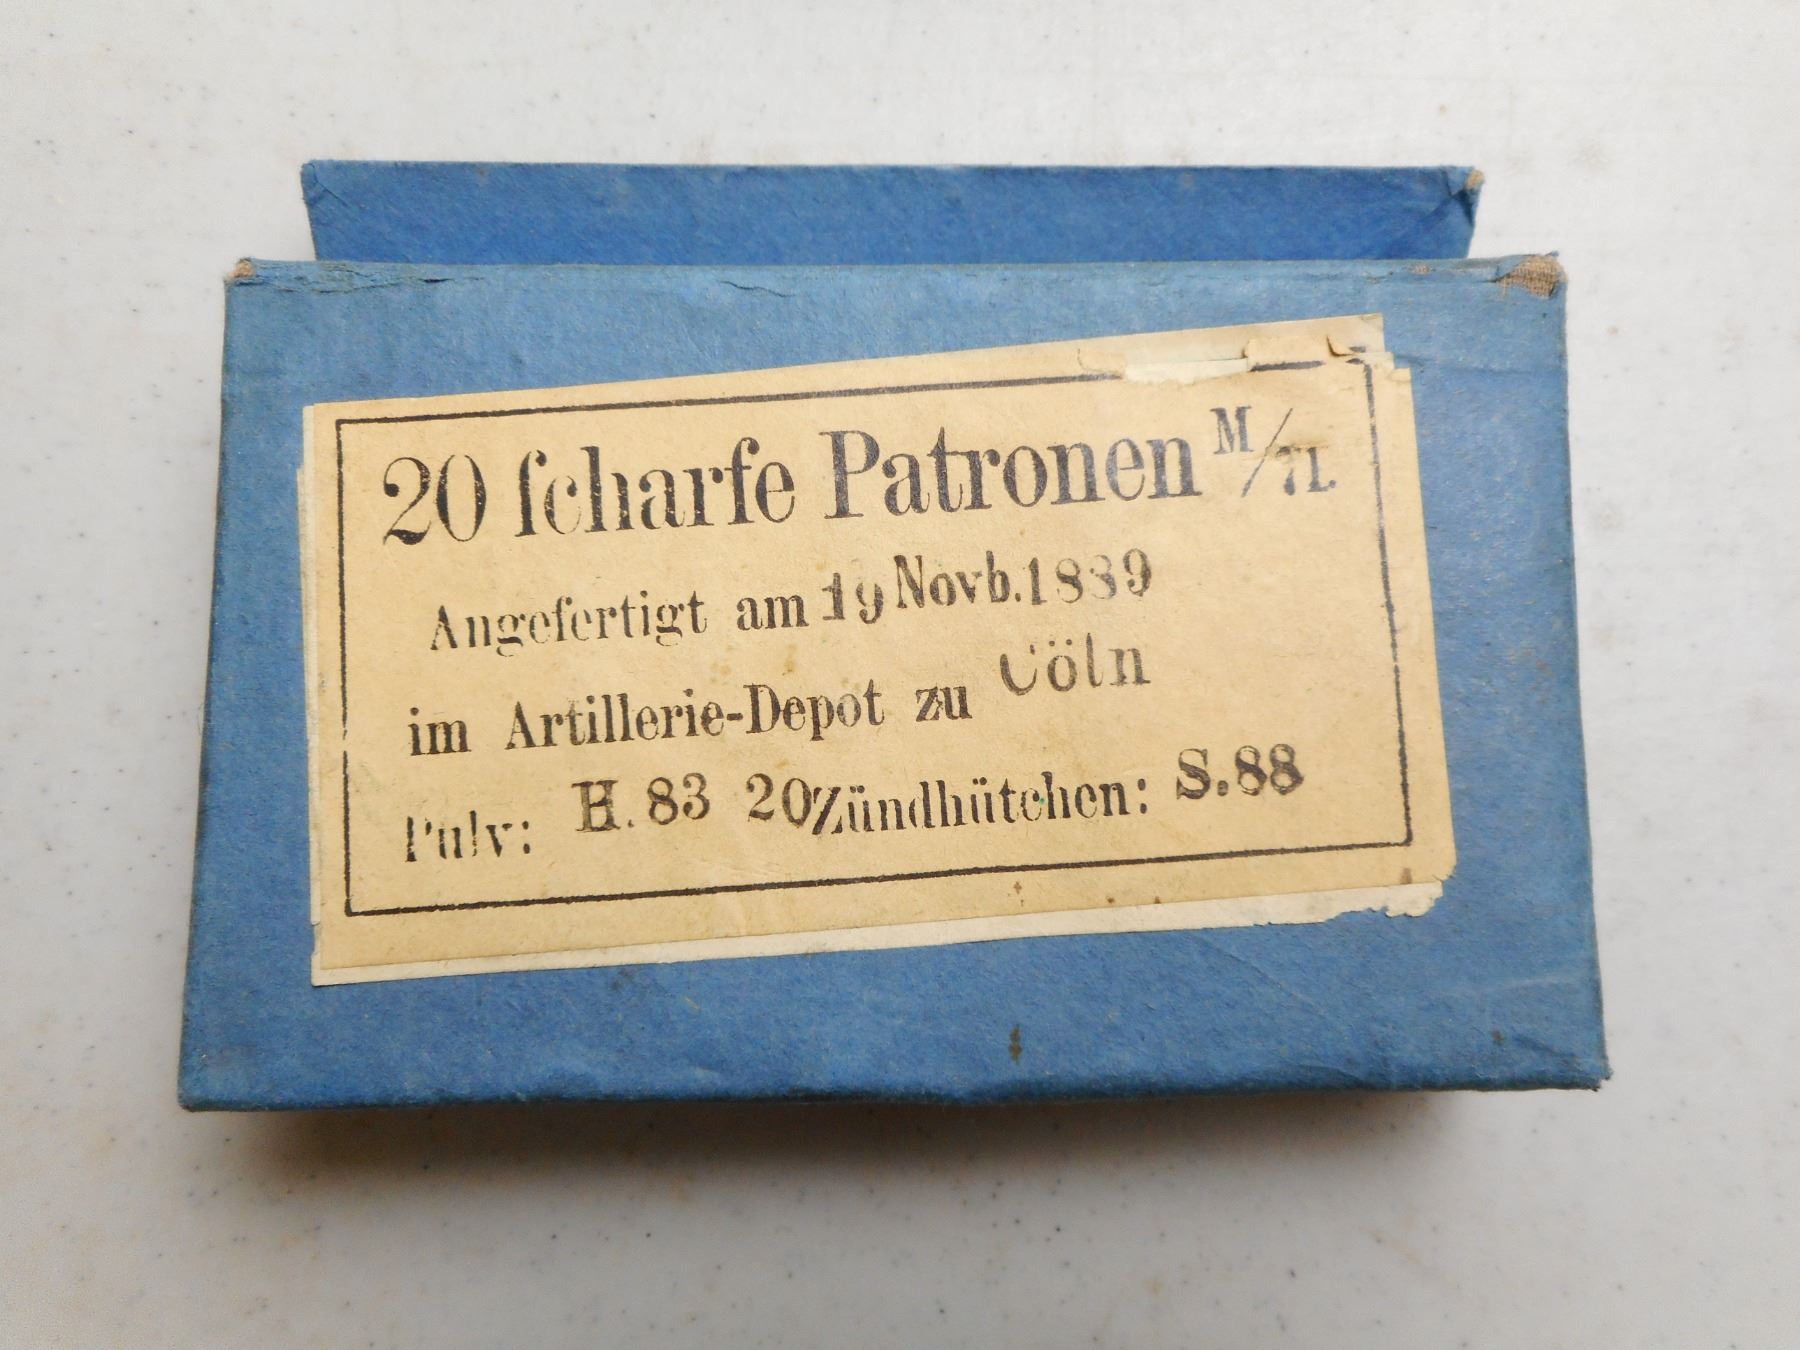 20 ſcharfe Patronen M/71.
Angefertigt am 19 Novb. 1889
im Artillerie-Depot zu Cöln
Pulv: H. 83 20 Zündhütchen: S. 88